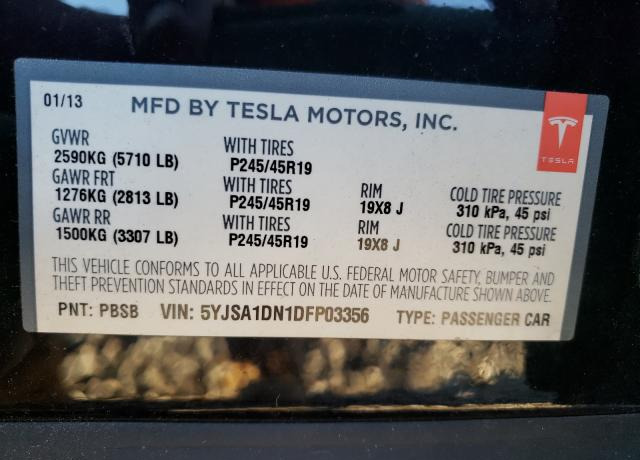 01/13
MFD BY TESLA MOTORS, INC.
TESLA
GVWR
2590KG (5710 LB)
WITH TIRES
P245/45R19
GAWR FRT
1276KG (2813 LB)
WITH TIRES
P245/45R19
RIM
19X8 J
COLD TIRE PRESSURE
310 kPa, 45 psi
GAWR RR
1500KG (3307 LB)
WITH TIRES
P245/45R19
RIM
19X8 J
COLD TIRE PRESSURE
310 kPa, 45 psi
THIS VEHICLE CONFORMS TO ALL APPLICABLE U.S. FEDERAL MOTOR SAFETY, BUMPER AND
THEFT PREVENTION STANDARDS IN EFFECT ON THE DATE OF MANUFACTURE SHOWN ABOVE.
PNT: PBSB VIN: 5YJSA1DN1DFP03356 TYPE: PASSENGER CAR